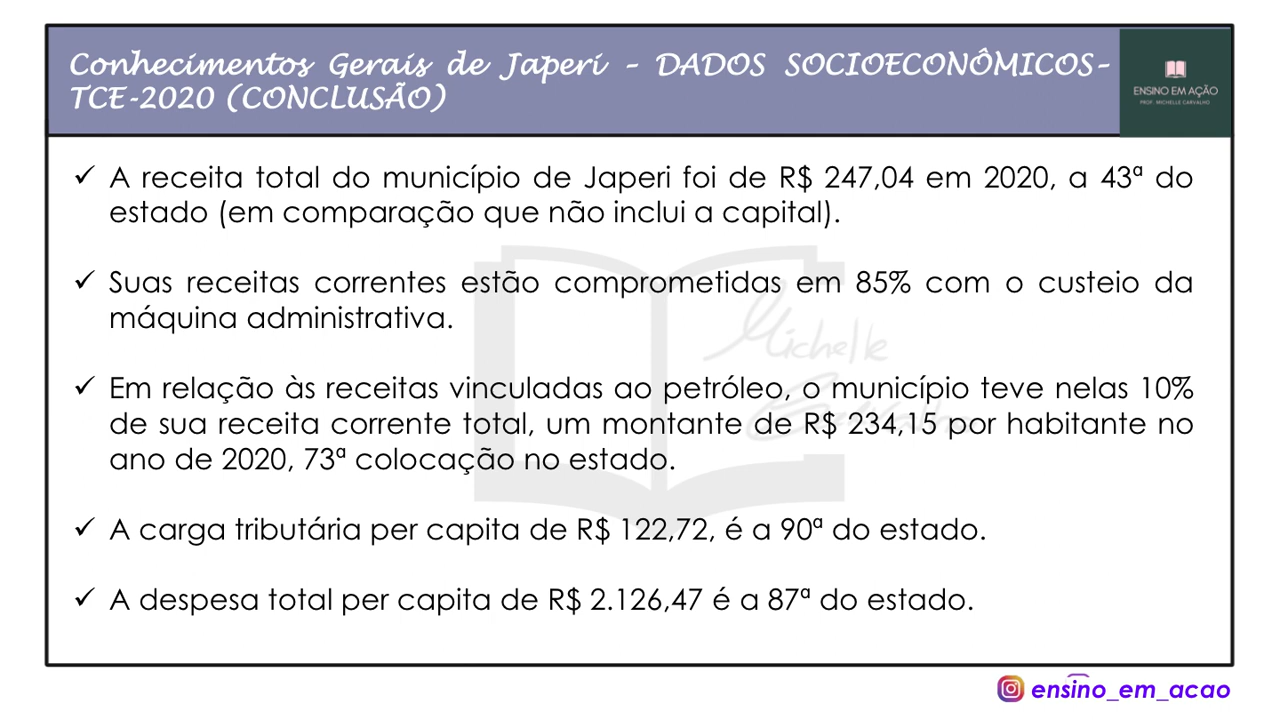 Conhecimentos Gerais de Japeri – DADOS SOCIOECONÔMICOS–
TCE-2020 (CONCLUSÃO)
ENSINO EM AÇÃO
PROF. MICHELLE CARVALHO
✓ A receita total do município de Japeri foi de R$ 247,04 em 2020, a 43ª do
estado (em comparação que não inclui a capital).
✓ Suas receitas correntes estão comprometidas em 85% com o custeio da
máquina administrativa.
✓ Em relação às receitas vinculadas ao petróleo, o município teve nelas 10%
de sua receita corrente total, um montante de R$ 234,15 por habitante no
ano de 2020, 73ª colocação no estado.
✓ A carga tributária per capita de R$ 122,72, é a 90ª do estado.
✓ A despesa total per capita de R$ 2.126,47 é a 87ª do estado.
Michelle
ensino_em_acao